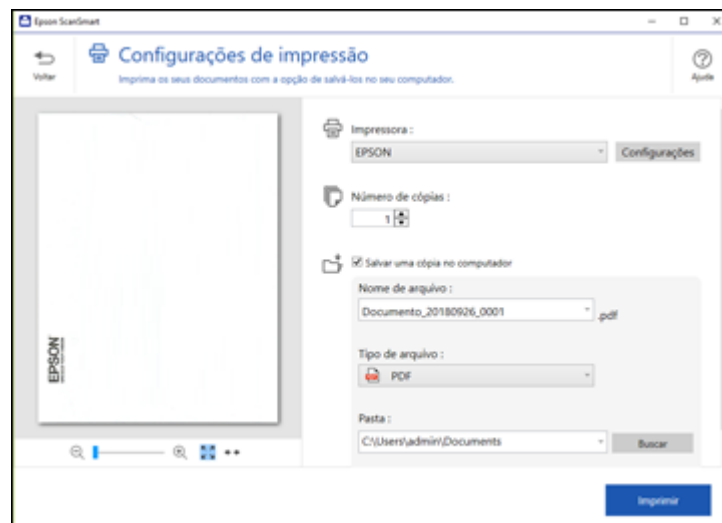 Epson ScanSmart
Voltar
Configurações de impressão
Imprima os seus documentos com a opção de salvá-los no seu computador.
Ajuda
Impressora :
EPSON
Configurações
Número de cópias :
1
Salvar uma cópia no computador
Nome de arquivo :
Documento_20180926_0001
.pdf
Tipo de arquivo :
PDF
Pasta :
C:\Users\admin\Documents
Buscar
EPSON
Imprimir